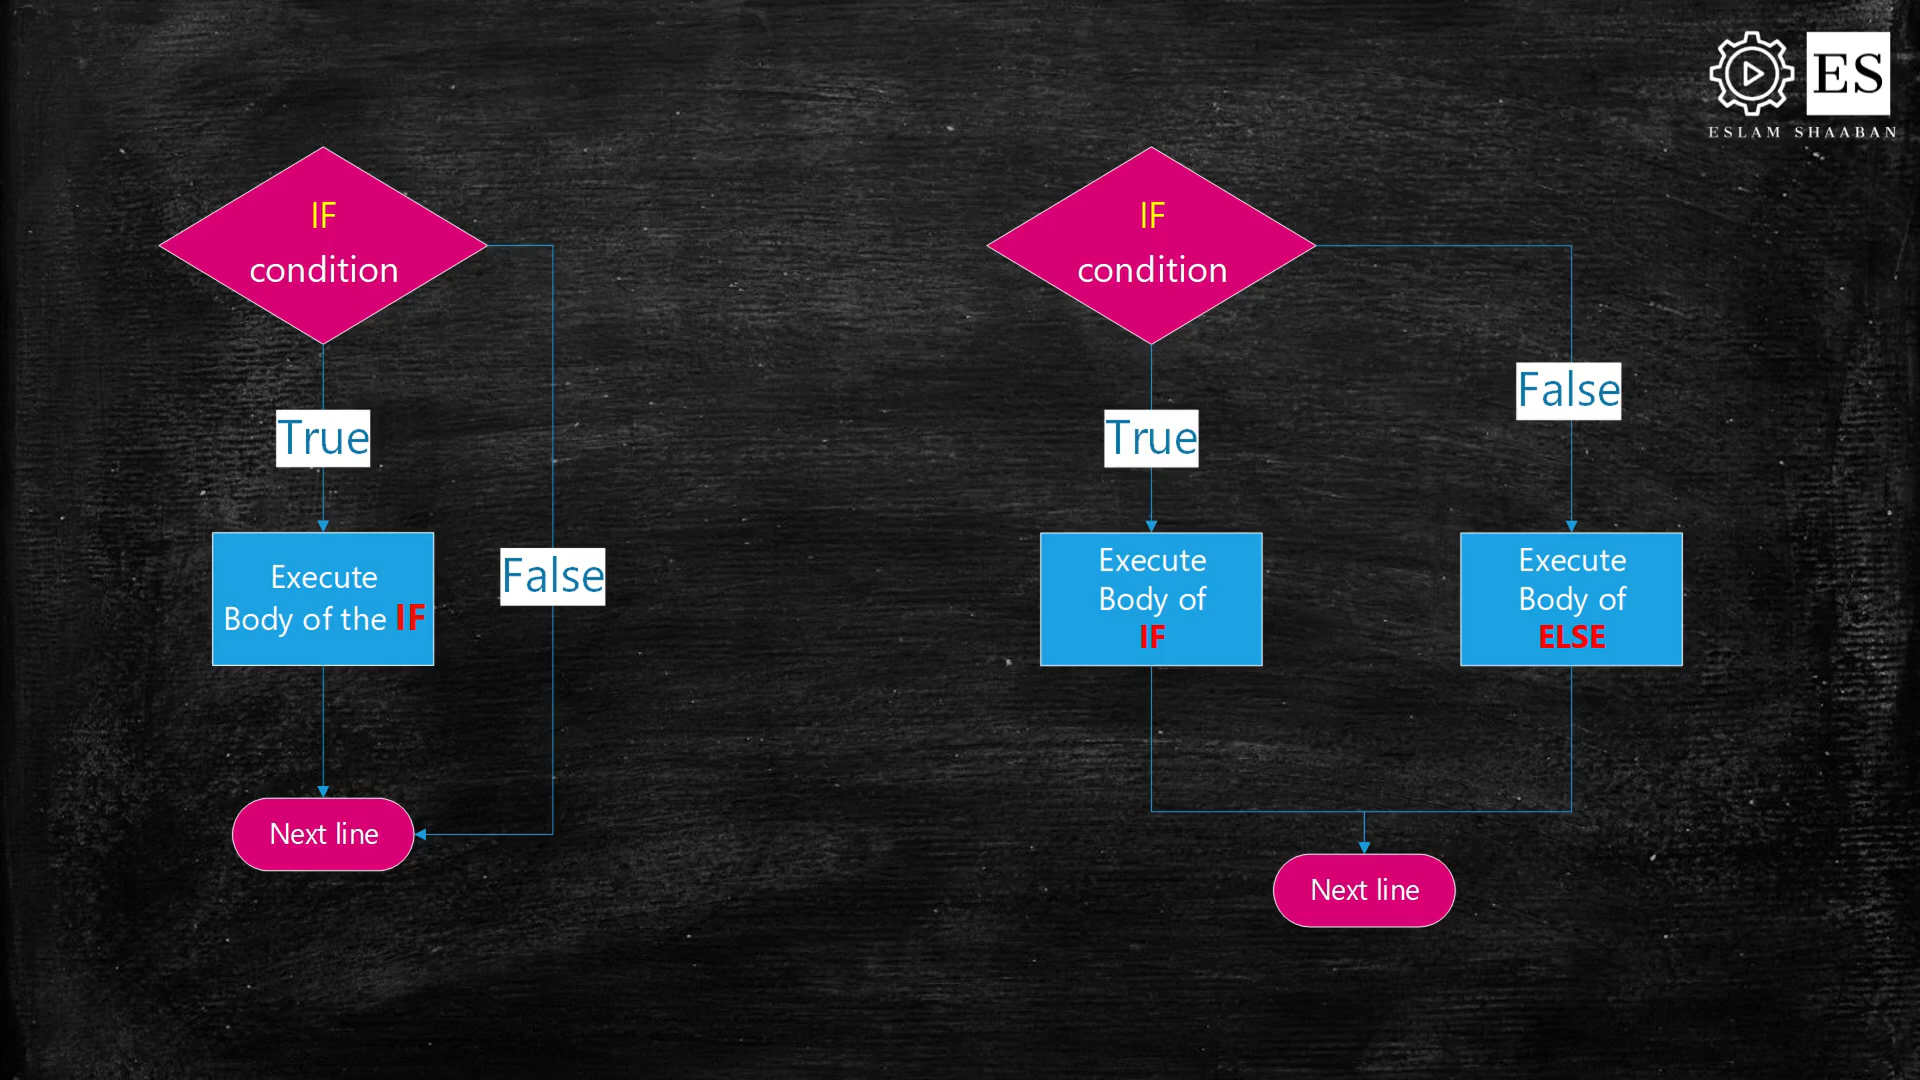 ES
ESLAM SHAABAN
IF
condition
True
False
Execute
Body of the IF
Next line
IF
condition
True
False
Execute
Body of
IF
Execute
Body of
ELSE
Next line